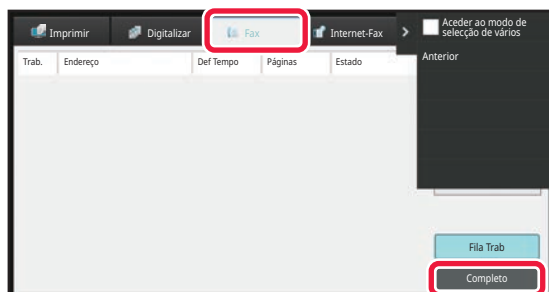 Imprimir
Digitalizar
Fax
Internet-Fax
Aceder ao modo de
selecção de vários
Anterior
Trab.
Endereço
Def Tempo
Páginas
Estado
Fila Trab
Completo